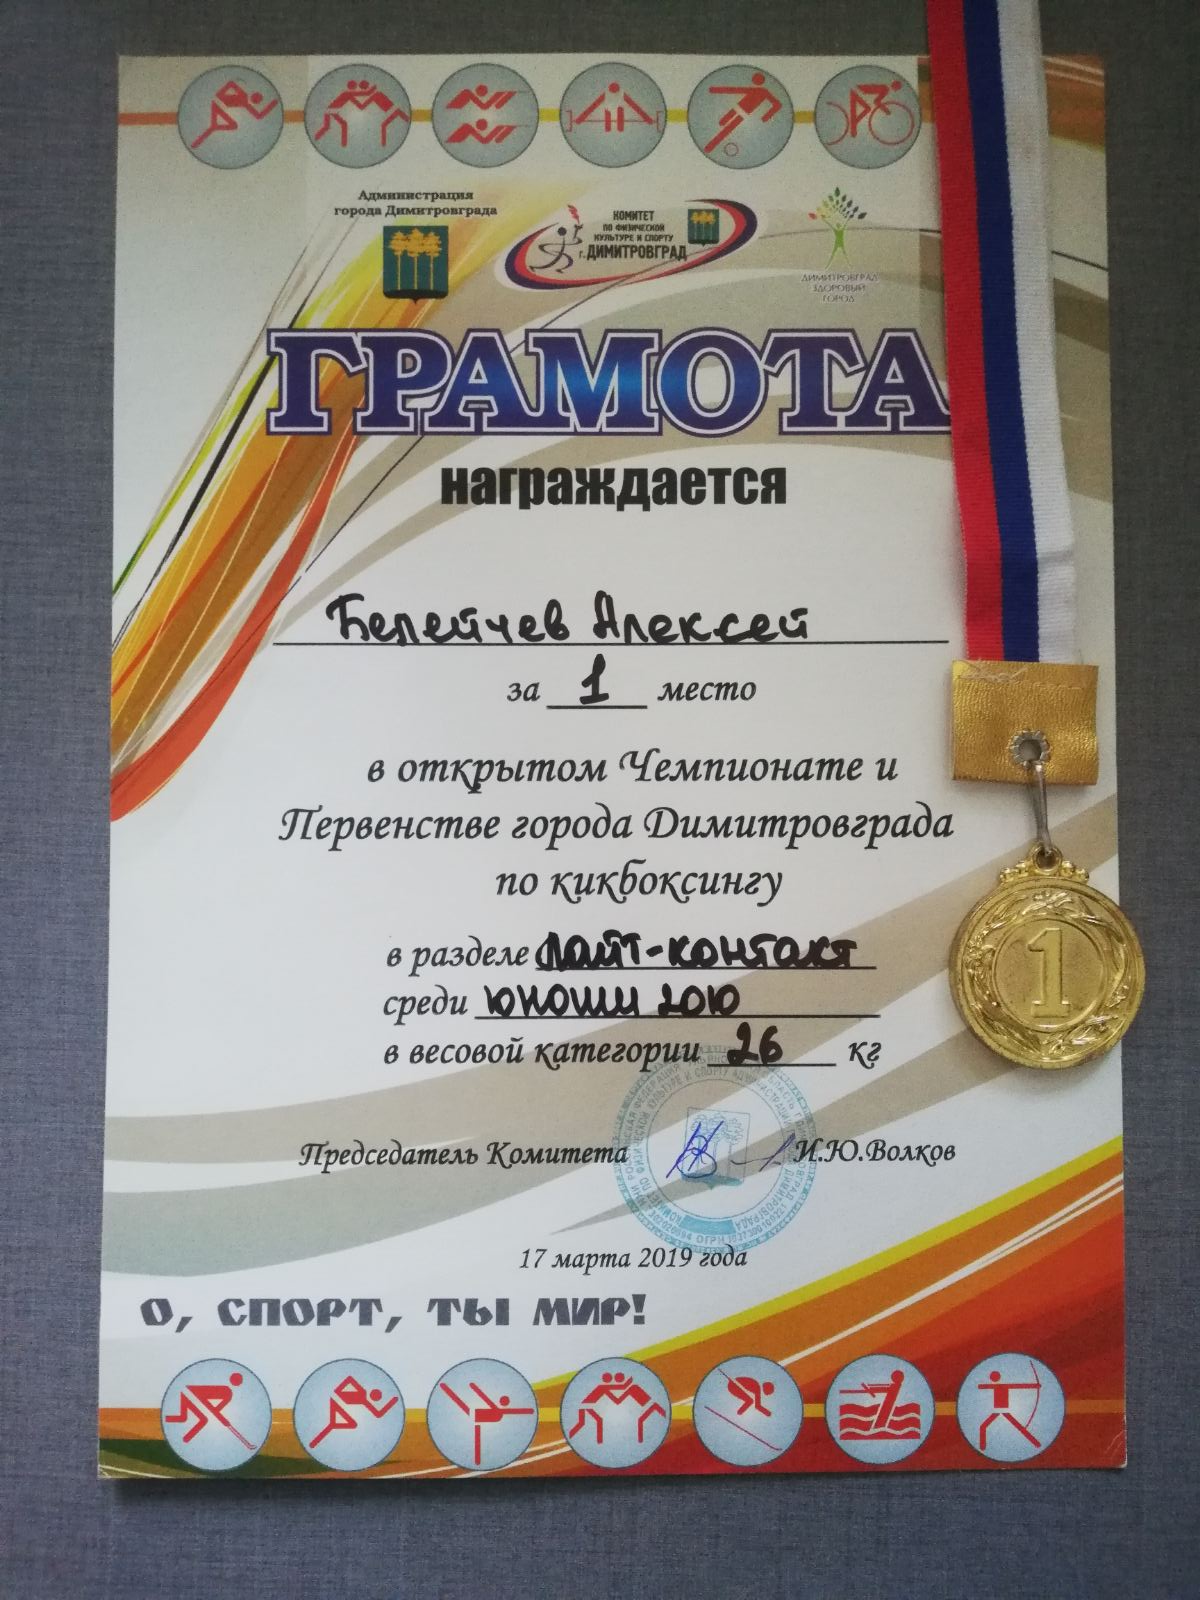 Администрация
города Димитровграда
КОМИТЕТ
ПО ФИЗИЧЕСКОЙ
КУЛЬТУРЕ И СПОРТУ
г. ДИМИТРОВГРАД
ДИМИТРОВГРАД
ЗДОРОВЫЙ
ГОРОД
ГРАМОТА
награждается
Белейчев Алексей
за 1 место
в открытом Чемпионате и
Первенстве города Димитровграда
по кикбоксингу
в разделе лайт-контакт
среди юноши
в весовой категории 26 кг
Председатель Комитета И.Ю.Волков
17 марта 2019 года
О, СПОРТ, ТЫ МИР!
1